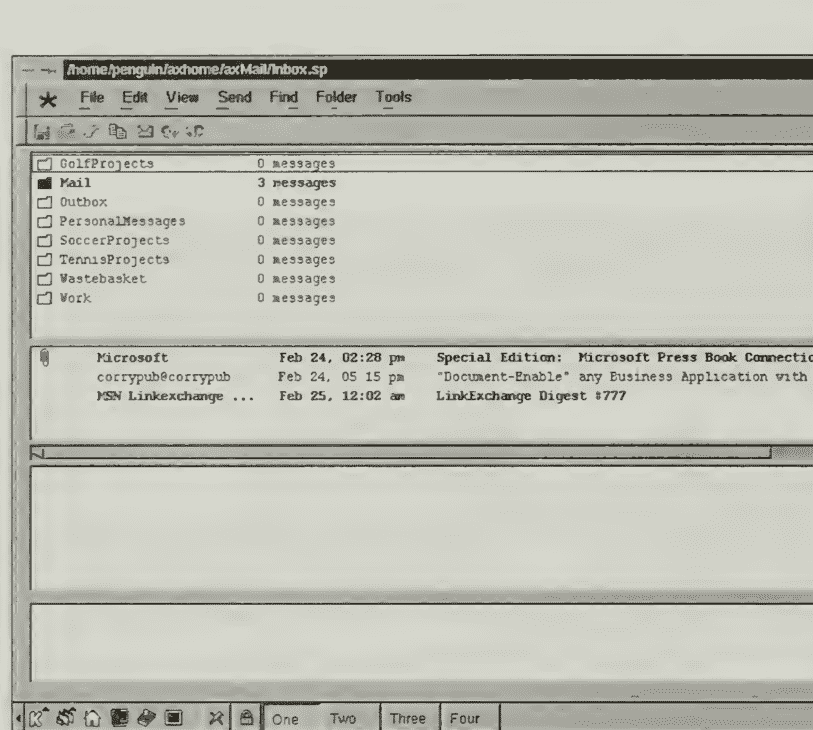 /home/penguin/axhome/axMail/Inbox.sp
File Edit View Send Find Folder Tools
GolfProjects 0 messages
Mail 3 messages
Outbox 0 messages
PersonalMessages 0 messages
SoccerProjects 0 messages
TennisProjects 0 messages
Wastebasket 0 messages
Work 0 messages
Microsoft Feb 24, 02:28 pm Special Edition: Microsoft Press Book Connectio
corrypub@corrypub Feb 24, 05 15 pm "Document-Enable" any Business Application with
MSN Linkexchange ... Feb 25, 12:02 am LinkExchange Digest #777
One Two Three Four